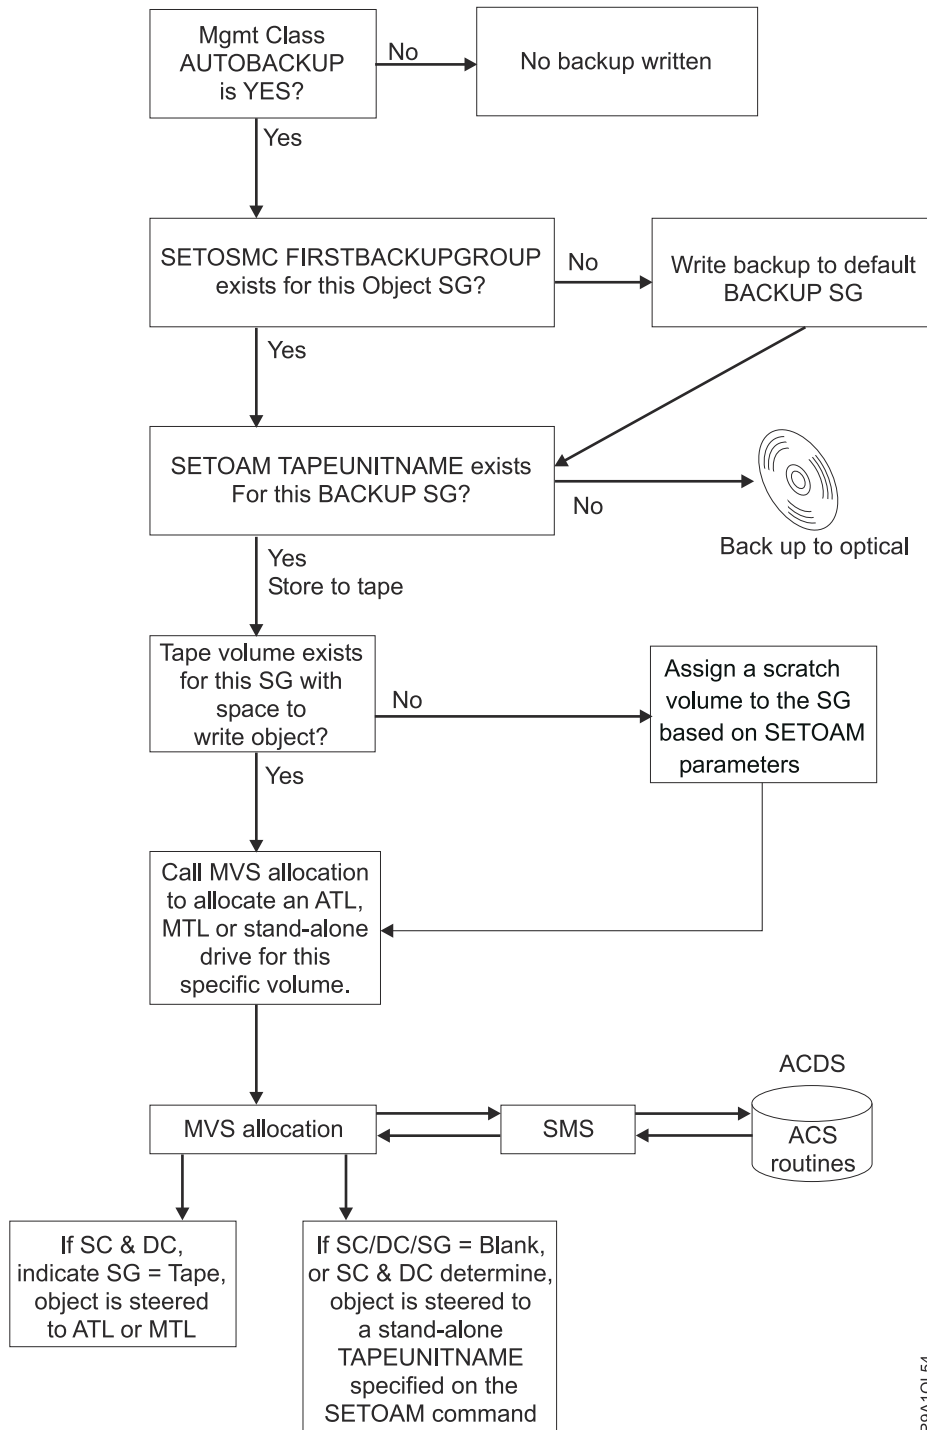 Mgmt Class
AUTOBACKUP
is YES?
No
No backup written
Yes
SETOSMC FIRSTBACKUPGROUP
exists for this Object SG?
No
Write backup to default
BACKUP SG
Yes
SETOAM TAPEUNITNAME exists
For this BACKUP SG?
No
Back up to optical
Yes
Store to tape
Tape volume exists
for this SG with
space to
write object?
No
Assign a scratch
volume to the SG
based on SETOAM
parameters
Yes
Call MVS allocation
to allocate an ATL,
MTL or stand-alone
drive for this
specific volume.
ACDS
MVS allocation
SMS
ACS
routines
If SC & DC,
indicate SG = Tape,
object is steered
to ATL or MTL
If SC/DC/SG = Blank,
or SC & DC determine,
object is steered to
a stand-alone
TAPEUNITNAME
specified on the
SETOAM command